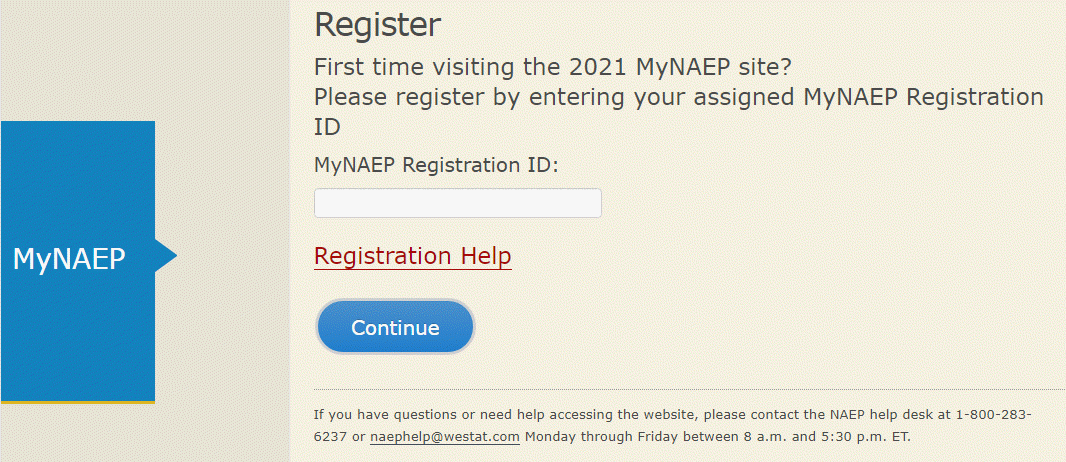 Register
First time visiting the 2021 MyNAEP site?
Please register by entering your assigned MyNAEP Registration
ID
MyNAEP Registration ID:
MyNAEP
Registration Help
Continue
If you have questions or need help accessing the website, please contact the NAEP help desk at 1-800-283-
6237 or naephelp@westat.com Monday through Friday between 8 a.m. and 5:30 p.m. ET.